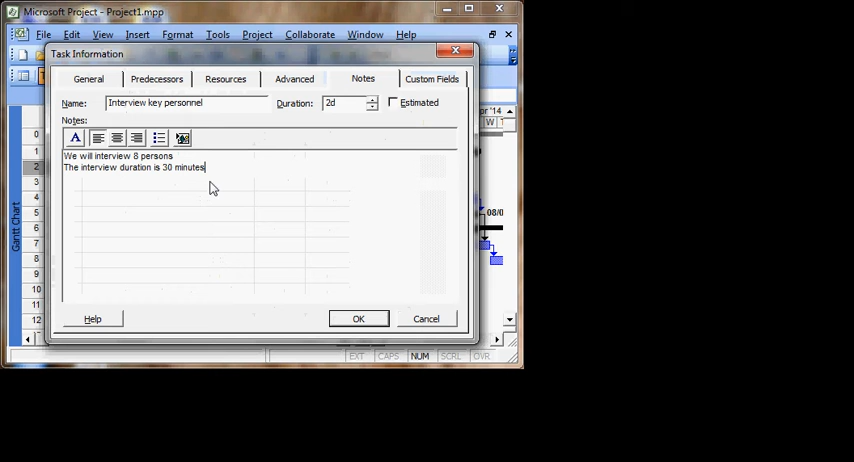 Microsoft Project - Project1.mpp
File Edit View Insert Format Tools Project Collaborate Window Help
Task Information
General Predecessors Resources Advanced Notes Custom Fields
Name: Interview key personnel Duration: 2d Estimated
Notes:
A
We will interview 8 persons
The interview duration is 30 minutes
Help OK Cancel
Gantt Chart
0
1
2
3
4
5
6
7
8
9
10
11
12
pr '14
W T
08/0
EXT CAPS NUM SCRL OVR